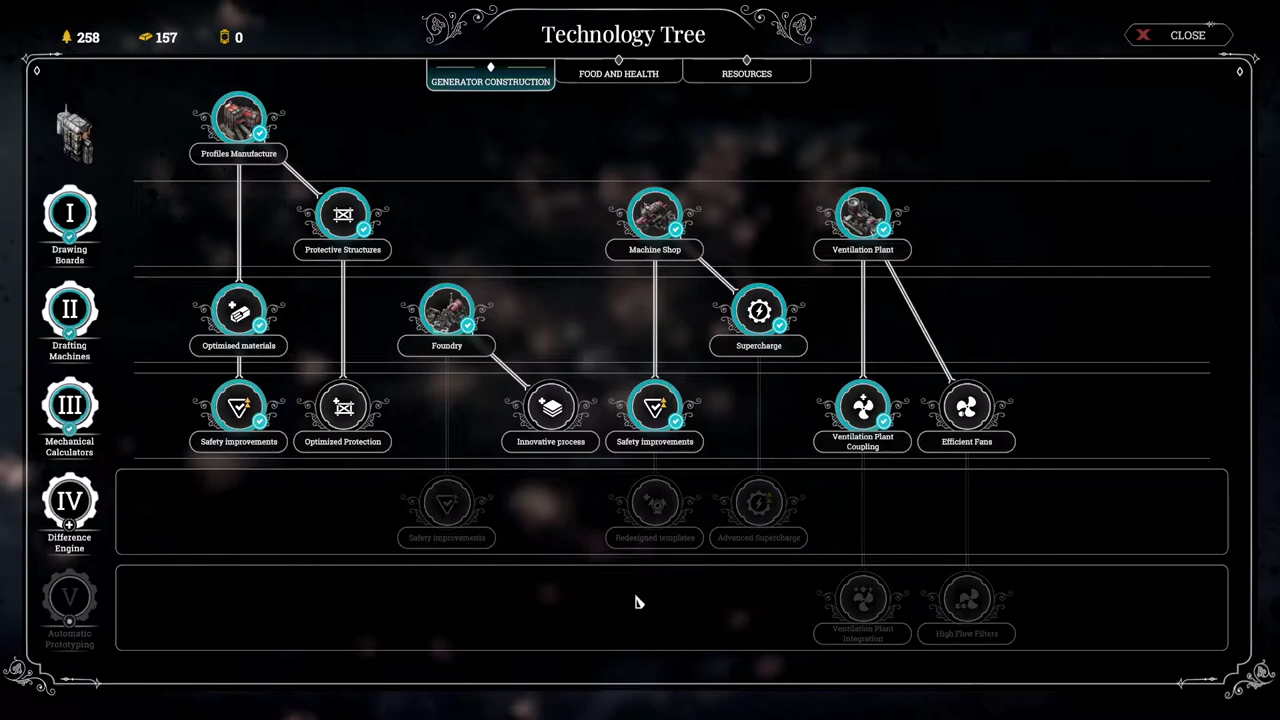 258
157
0
Technology Tree
CLOSE
GENERATOR CONSTRUCTION
FOOD AND HEALTH
RESOURCES
Profiles Manufacture
I
Drawing
Boards
Protective Structures
Machine Shop
Ventilation Plant
II
Drafting
Machines
Optimised materials
Foundry
Supercharge
III
Mechanical
Calculators
Safety improvements
Optimized Protection
Innovative process
Safety improvements
Ventilation Plant
Coupling
Efficient Fans
IV
Difference
Engine
Safety improvements
Redesigned templates
Advanced Supercharge
V
Automatic
Prototyping
Ventilation Plant
Integration
High Flow Filters